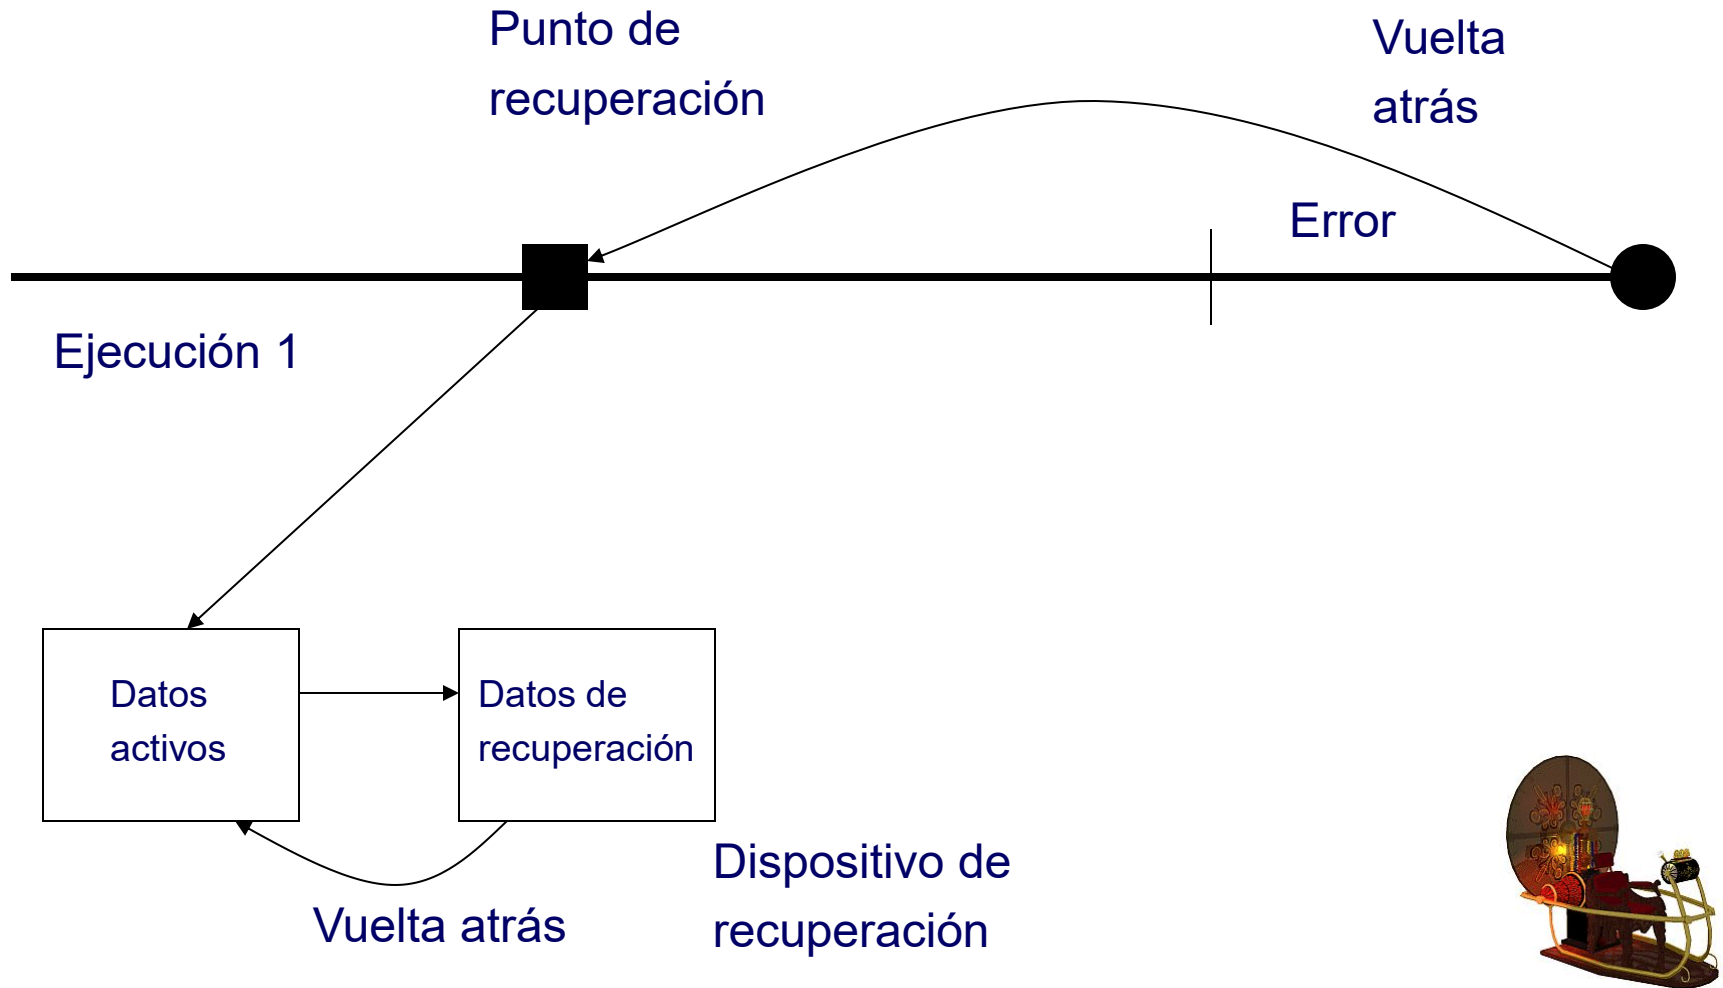 Punto de
recuperación
Vuelta
atrás
Error
Ejecución 1
Datos
activos
Datos de
recuperación
Vuelta atrás
Dispositivo de
recuperación